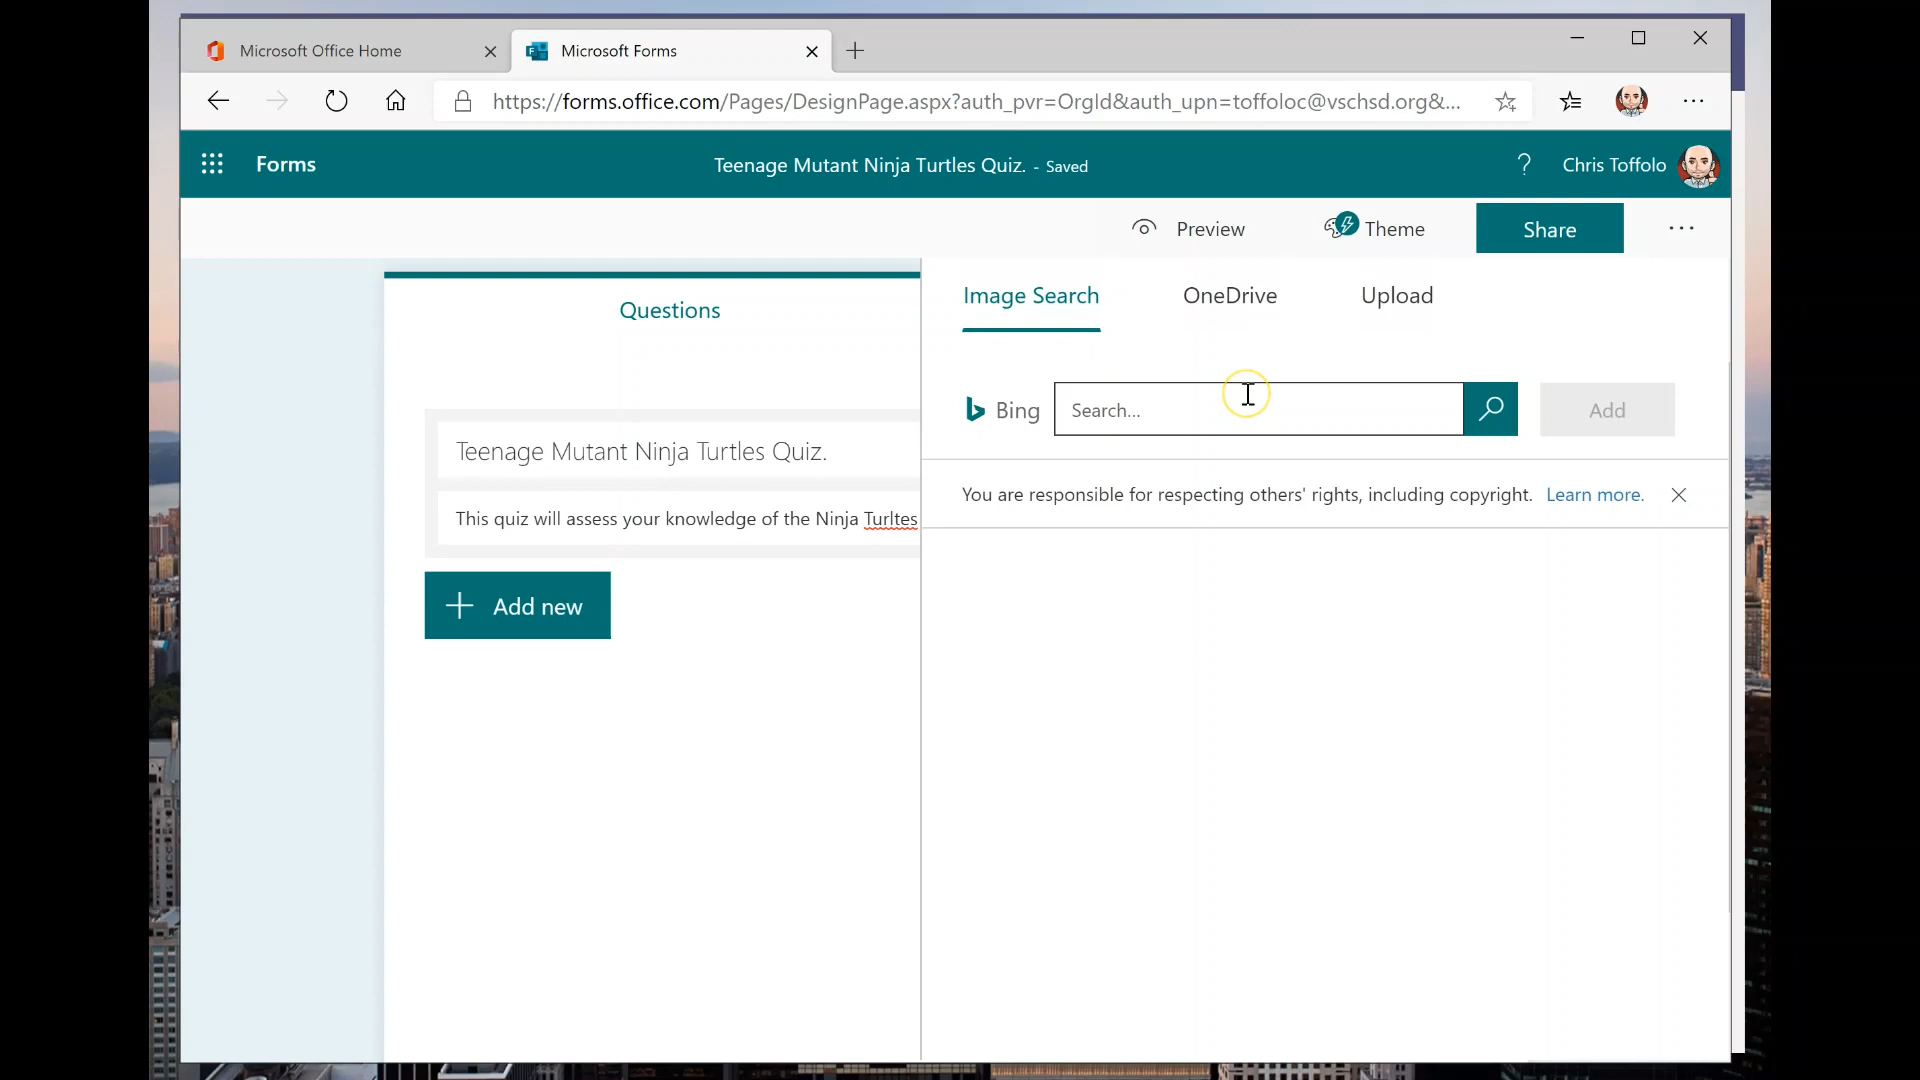 Microsoft Office Home
Microsoft Forms
https://forms.office.com/Pages/DesignPage.aspx?auth_pvr=OrgId&auth_upn=toffoloc@vschsd.org&...
Forms
Teenage Mutant Ninja Turtles Quiz. - Saved
? Chris Toffolo
Preview
Theme
Share
Questions
Image Search
OneDrive
Upload
Bing
Search...
Add
Teenage Mutant Ninja Turtles Quiz.
You are responsible for respecting others' rights, including copyright. Learn more.
This quiz will assess your knowledge of the Ninja Turltes
Add new